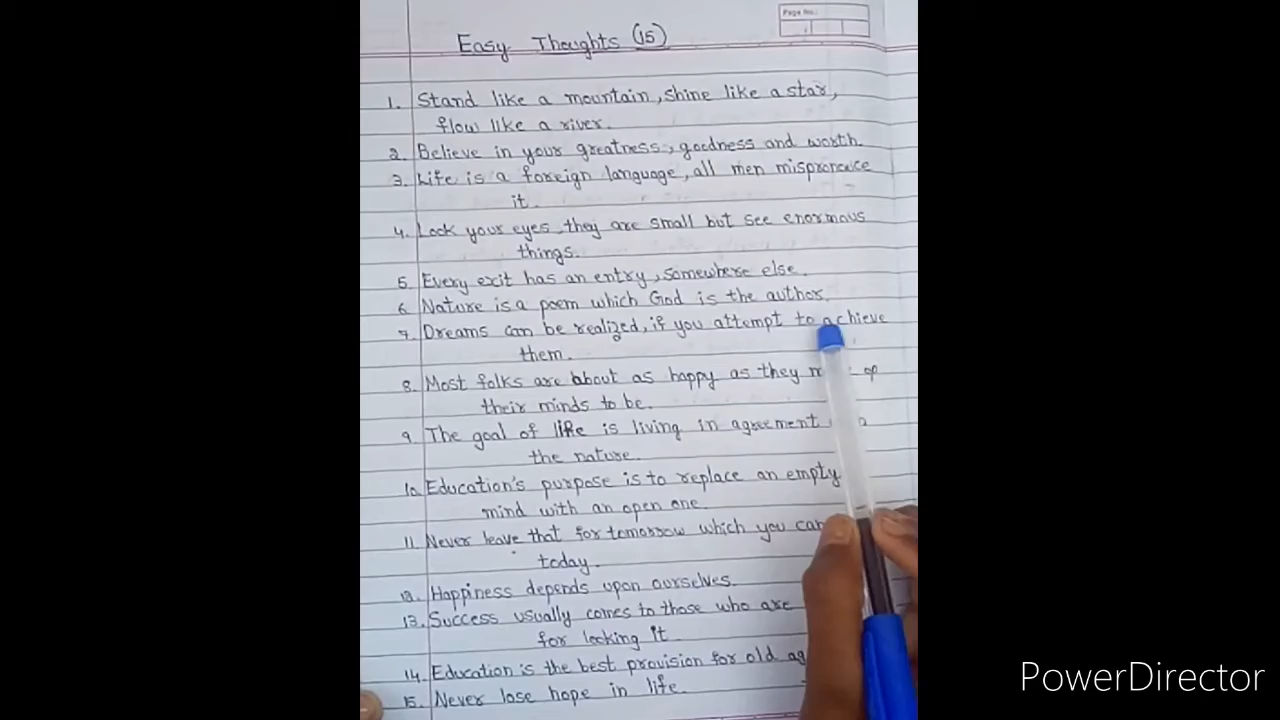 Page No.:
Easy Thoughts (15)
1. Stand like a mountain, shine like a star,
flow like a river.
2. Believe in your greatness, goodness and worth.
3. Life is a foreign language, all men mispronouce
it.
4. Look your eyes, they are small but see enormous
things.
5. Every exit has an entry, somewhere else.
6. Nature is a poem which God is the author.
7. Dreams can be realized, if you attempt to achieve
them.
8. Most folks are about as happy as they
their minds to be.
9. The goal of life is living in agreement
the nature.
10. Education's purpose is to replace an empty
mind with an open one.
11. Never leave that for tomorrow which you can
today.
12. Happiness depends upon ourselves.
13. Success usually comes to those who are
for looking it.
14. Education is the best provision for old
15. Never lose hope in life.
PowerDirector